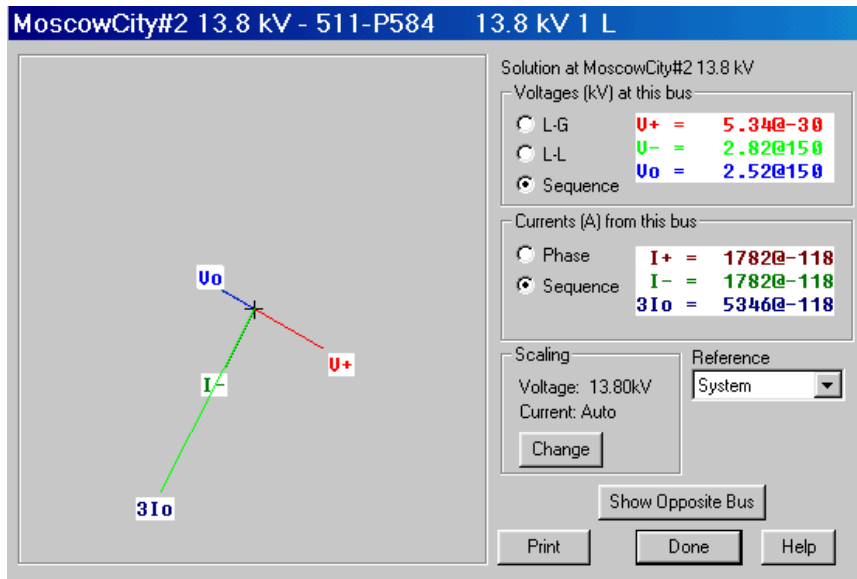 MoscowCity#2 13.8 kV - 511-P584 13.8 kV 1 L
Solution at MoscowCity#2 13.8 kV
Voltages (kV) at this bus
L-G
L-L
Sequence
V+ = 5.34@-30
V- = 2.82@150
Vo = 2.52@150
Currents (A) from this bus
Phase
Sequence
I+ = 1782@-118
I- = 1782@-118
3Io = 5346@-118
Vo
V+
I-
3Io
Scaling
Voltage: 13.80kV
Current: Auto
Change
Reference
System
Show Opposite Bus
Print
Done
Help